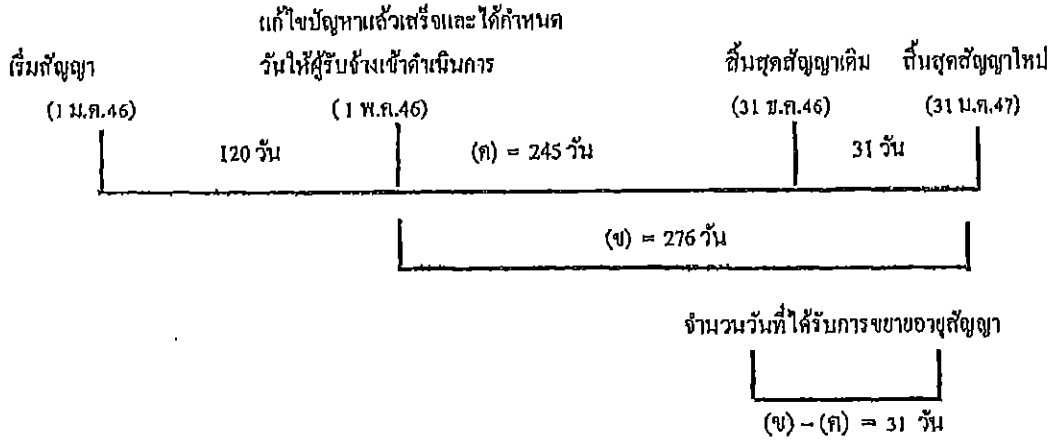 แก้ไขปัญหาแล้วเสร็จและได้กำหนด
เริ่มสัญญา วันให้ผู้รับจ้างเข้าดำเนินการ สิ้นสุดสัญญาเดิม สิ้นสุดสัญญาใหม่
(1 ม.ค.46) (1 พ.ค.46) (31 ธ.ค.46) (31 ม.ค.47)
120 วัน (ค) = 245 วัน 31 วัน
(ข) = 276 วัน
จำนวนวันที่ได้รับการขยายอายุสัญญา
(ข) – (ค) = 31 วัน